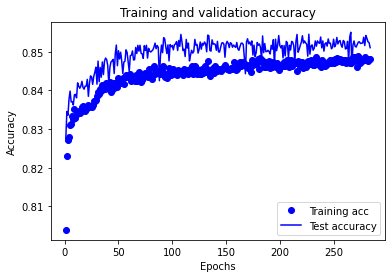 Training and validation accuracy
Accuracy
0.85
0.84
0.83
0.82
0.81
0 50 100 150 200 250
Epochs
Training acc
Test accuracy